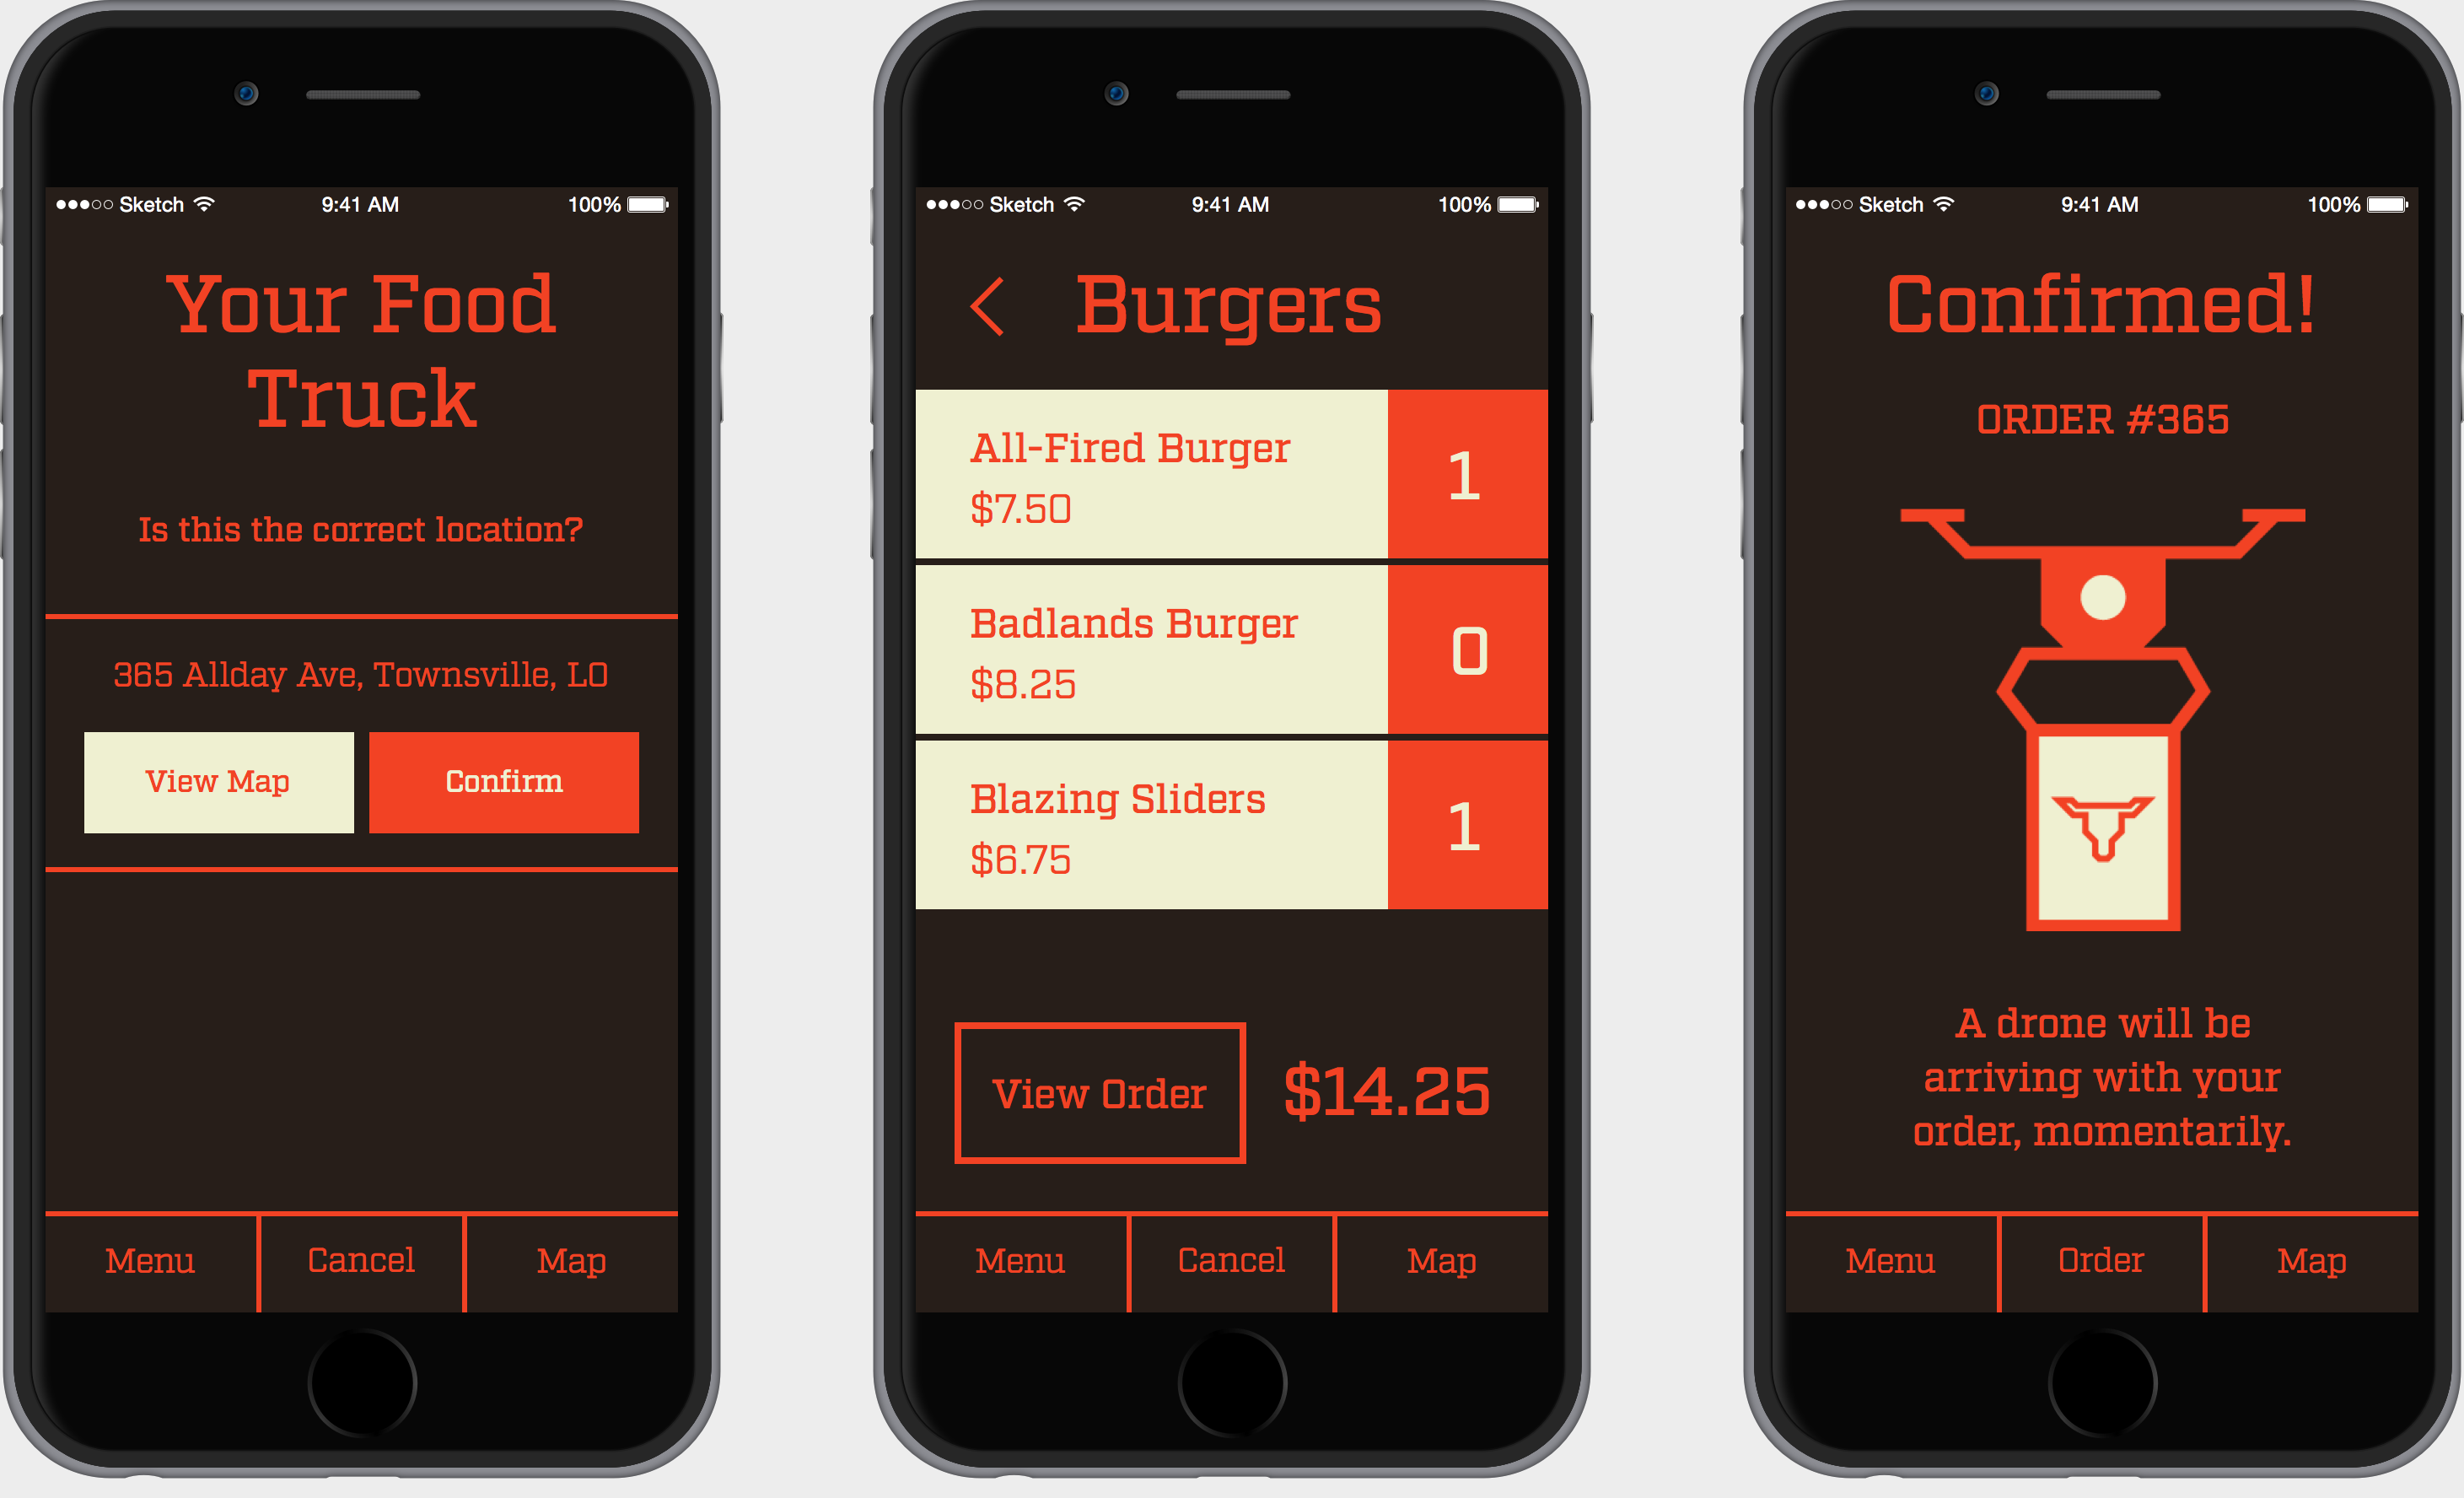 Sketch 9:41 AM 100%
Your Food
Truck
Is this the correct location?
365 Allday Ave, Townsville, LO
View Map
Confirm
Menu
Cancel
Map
Sketch 9:41 AM 100%
Burgers
All-Fired Burger
$7.50
1
Badlands Burger
$8.25
0
Blazing Sliders
$6.75
1
View Order
$14.25
Menu
Cancel
Map
Sketch 9:41 AM 100%
Confirmed!
ORDER #365
A drone will be
arriving with your
order, momentarily.
Menu
Order
Map